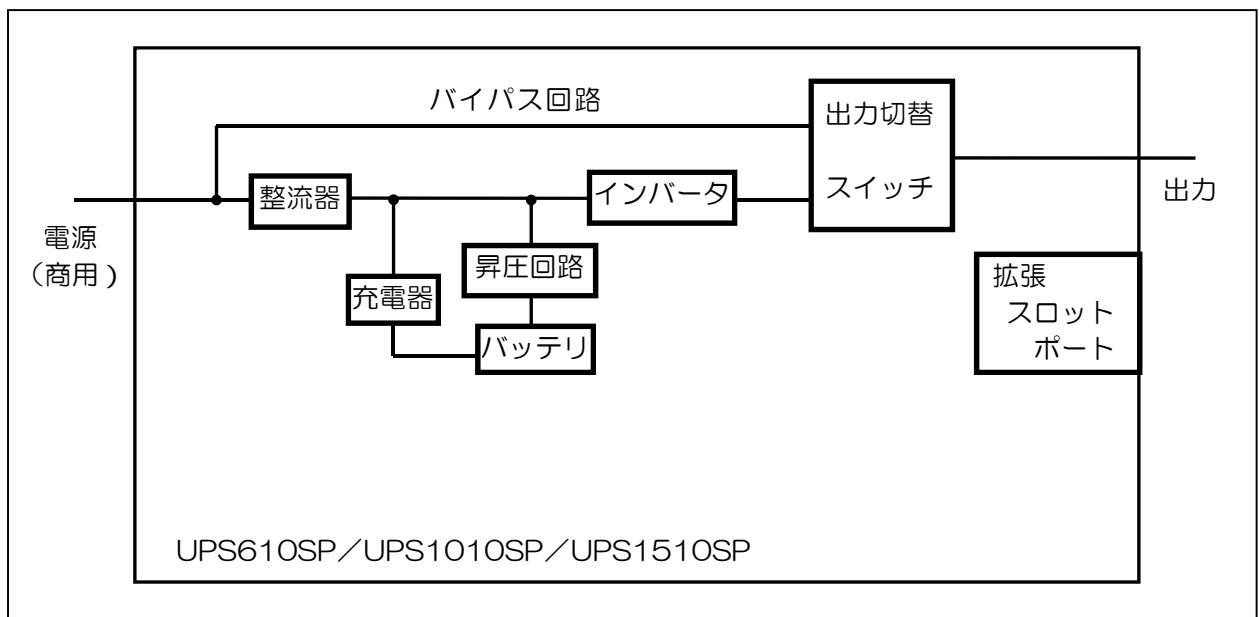 バイパス回路
出力切替
スイッチ
整流器
インバータ
出力
電源
（商用）
昇圧回路
充電器
バッテリ
拡張
スロット
ポート
UPS610SP／UPS1010SP／UPS1510SP